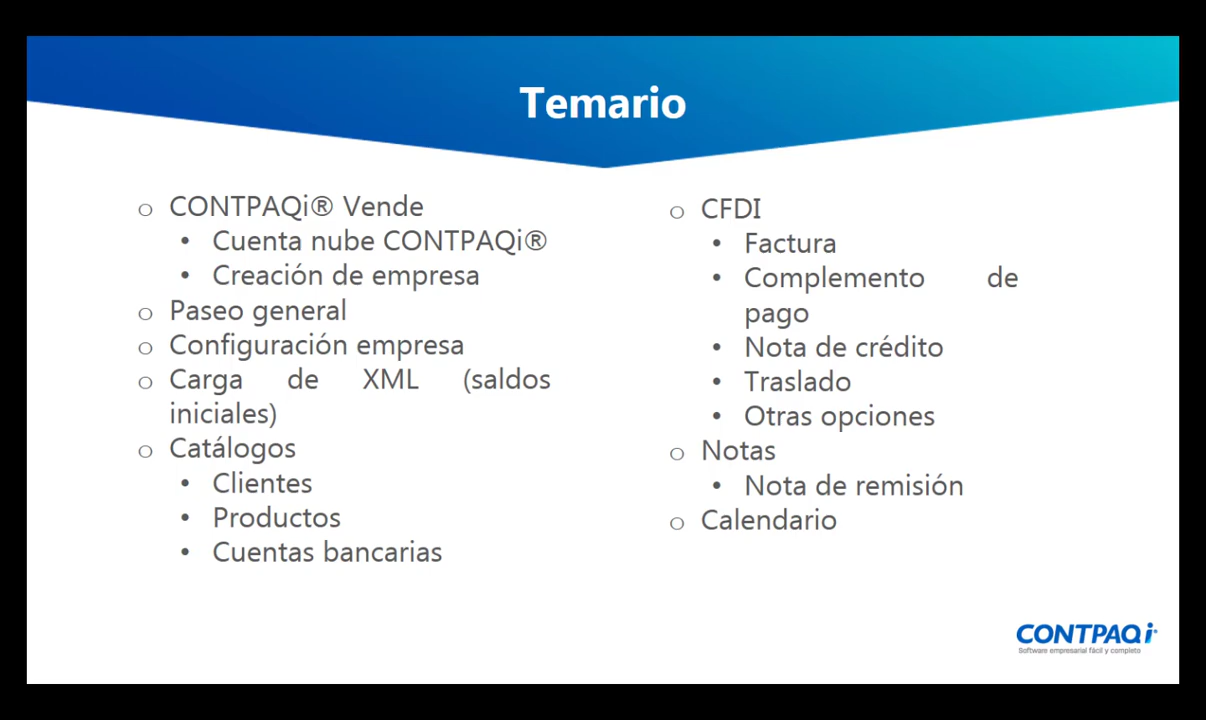 Temario
CONTPAQi® Vende
Cuenta nube CONTPAQi®
Creación de empresa
Paseo general
Configuración empresa
Carga de XML (saldos
iniciales)
Catálogos
Clientes
Productos
Cuentas bancarias
CFDI
Factura
Complemento de
pago
Nota de crédito
Traslado
Otras opciones
Notas
Nota de remisión
Calendario
CONTPAQi®
Software empresarial fácil y completo